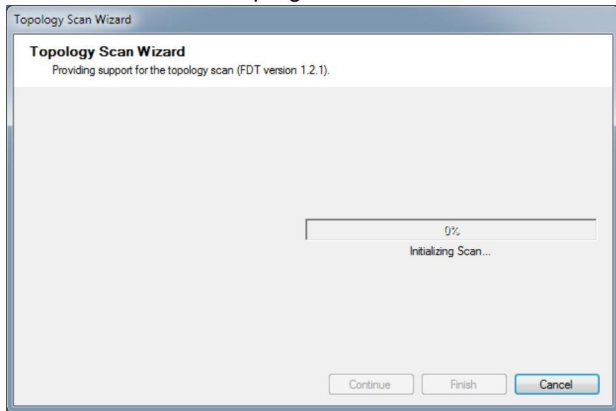 Topology Scan Wizard
Topology Scan Wizard
Providing support for the topology scan (FDT version 1.2.1).
0%
Initializing Scan...
Continue Finish Cancel